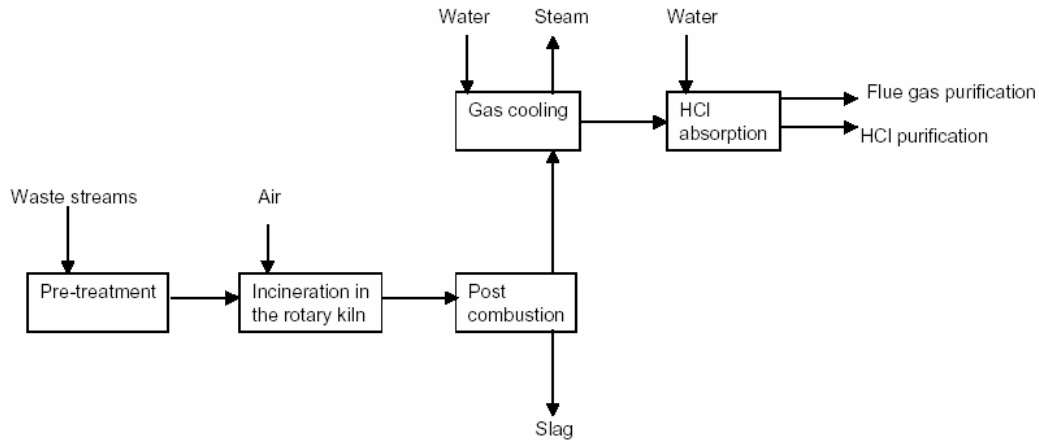 Water
Steam
Water
Gas cooling
HCl
absorption
Flue gas purification
HCl purification
Waste streams
Air
Pre-treatment
Incineration in
the rotary kiln
Post
combustion
Slag